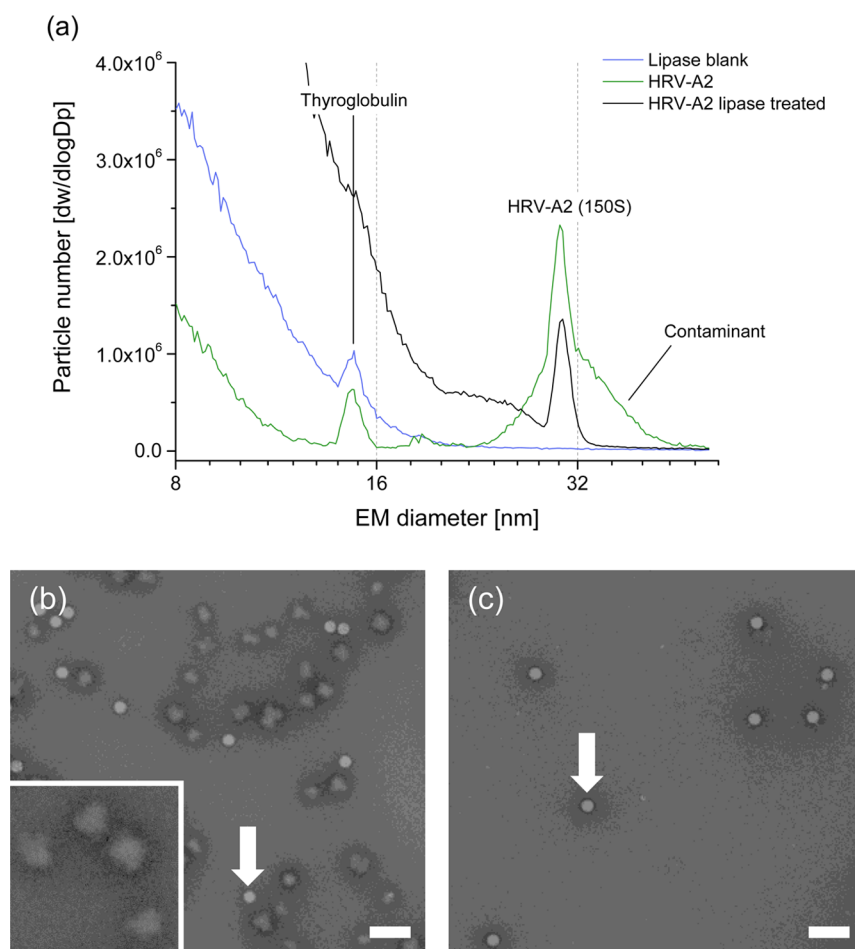 (a)
4.0x10⁶
3.0x10⁶
2.0x10⁶
1.0x10⁶
0.0
Particle number [dw/dlogDp]
Lipase blank
HRV-A2
HRV-A2 lipase treated
Thyroglobulin
HRV-A2 (150S)
Contaminant
8
16
32
EM diameter [nm]
(b)
(c)